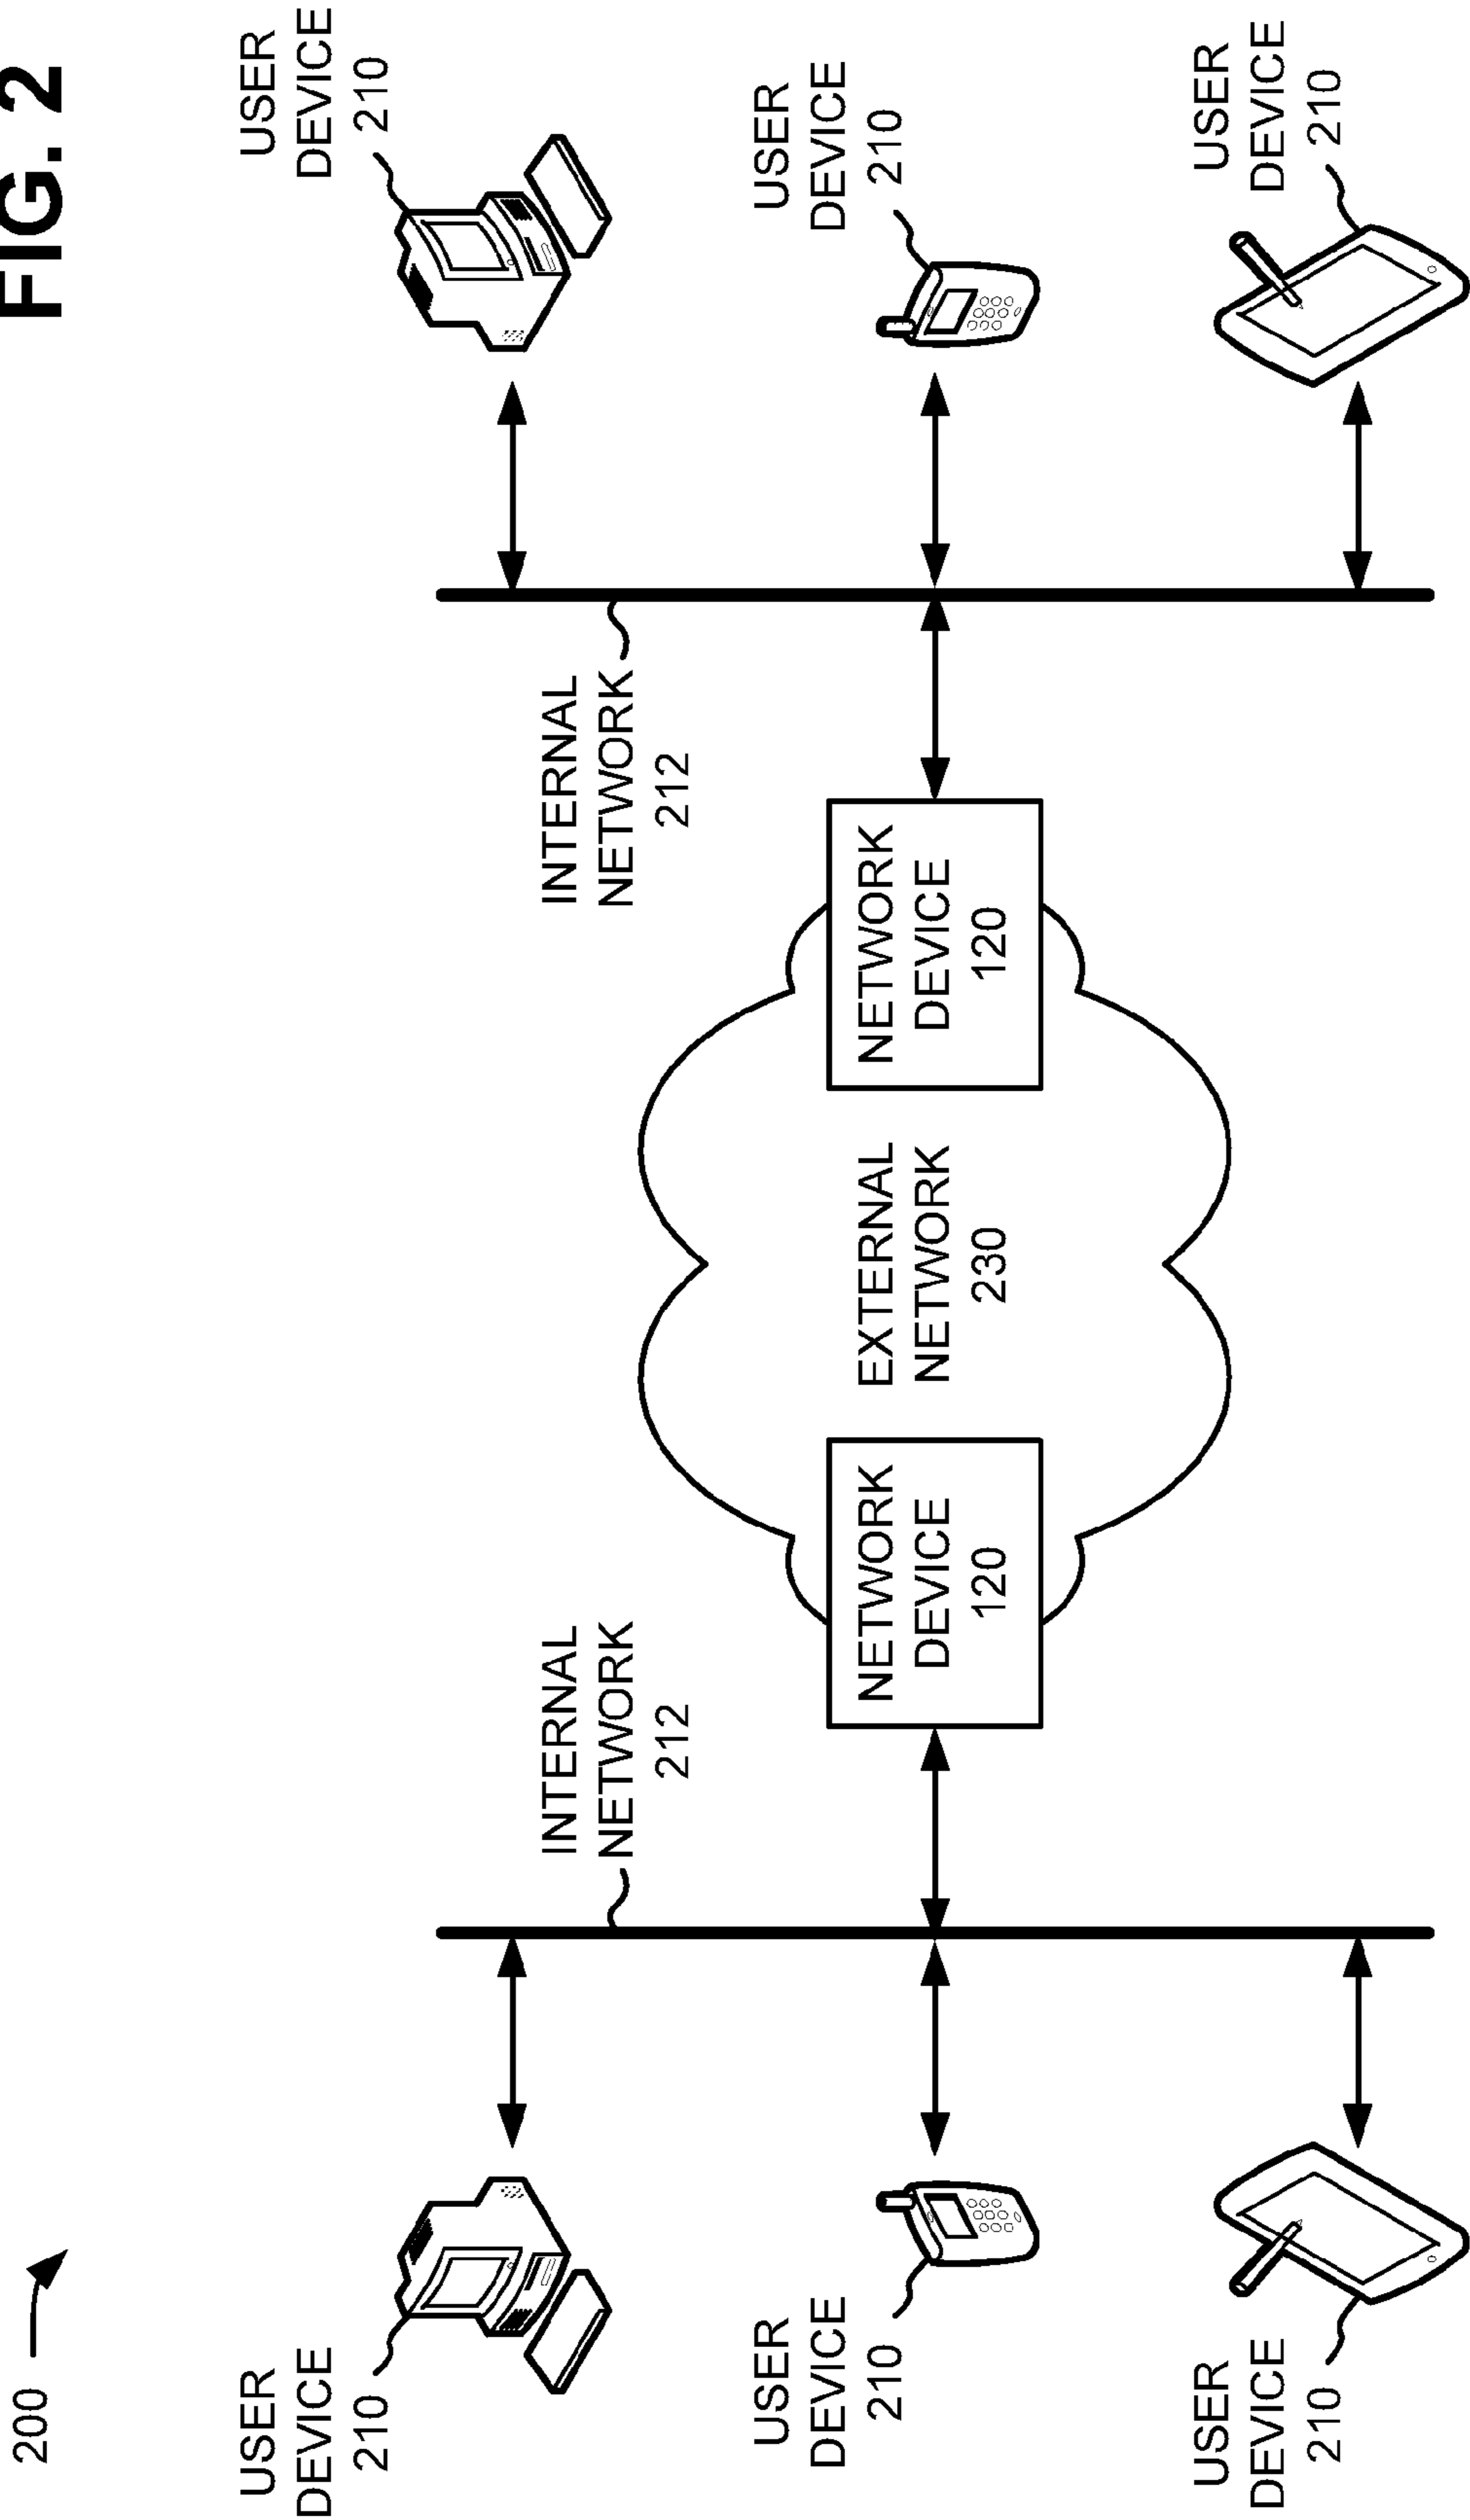 200
FIG. 2
USER
DEVICE
210
INTERNAL
NETWORK
212
INTERNAL
NETWORK
212
USER
DEVICE
210
USER
DEVICE
210
NETWORK
DEVICE
120
EXTERNAL
NETWORK
230
NETWORK
DEVICE
120
USER
DEVICE
210
USER
DEVICE
210
USER
DEVICE
210